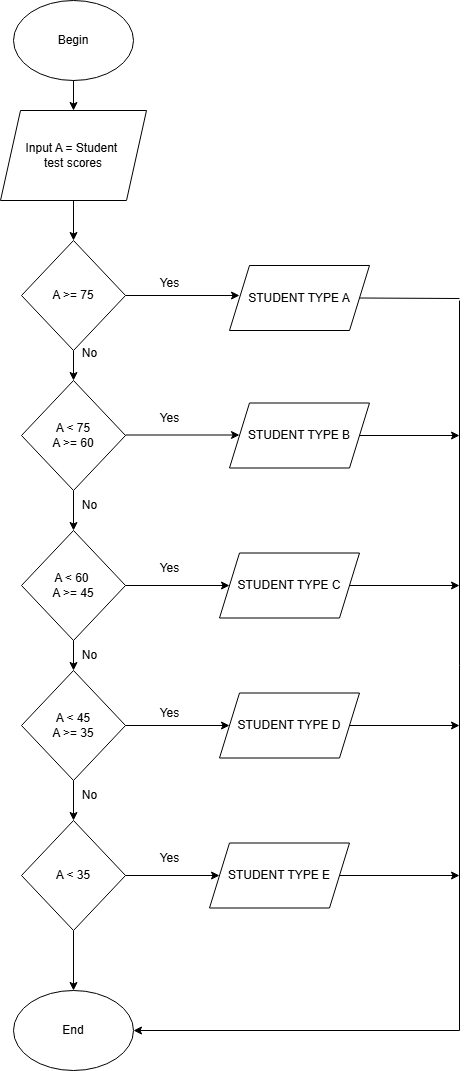 Begin
Input A = Student
test scores
A >= 75
Yes
STUDENT TYPE A
No
A < 75
A >= 60
Yes
STUDENT TYPE B
No
A < 60
A >= 45
Yes
STUDENT TYPE C
No
A < 45
A >= 35
Yes
STUDENT TYPE D
No
A < 35
Yes
STUDENT TYPE E
End